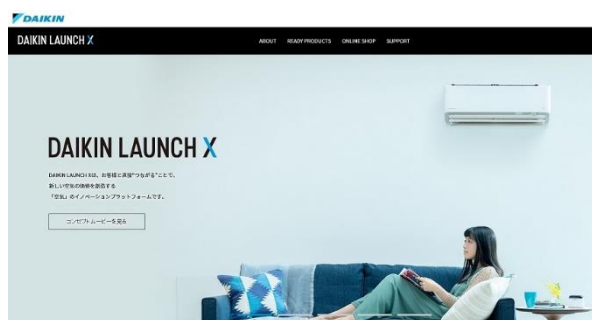 DAIKIN
DAIKIN LAUNCH X
ABOUT READY PRODUCTS ONLINE SHOP SUPPORT
DAIKIN LAUNCH X
DAIKIN LAUNCH Xは、お客様と直接“つながる”ことで、
新しい空気の価値を創造する
「空気」のイノベーションプラットフォームです。
コンセプトムービーを見る